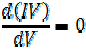 d(IV)/dV = 0